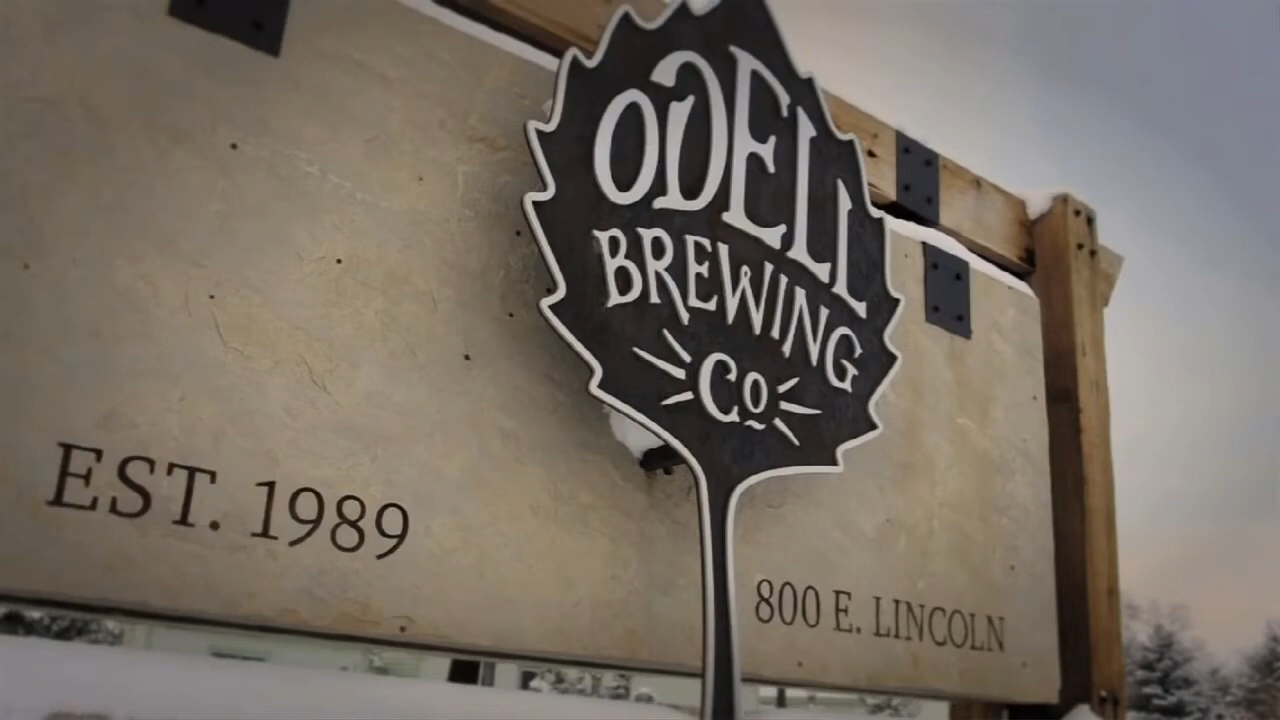 ODELL
BREWING
Co
EST. 1989
800 E. LINCOLN